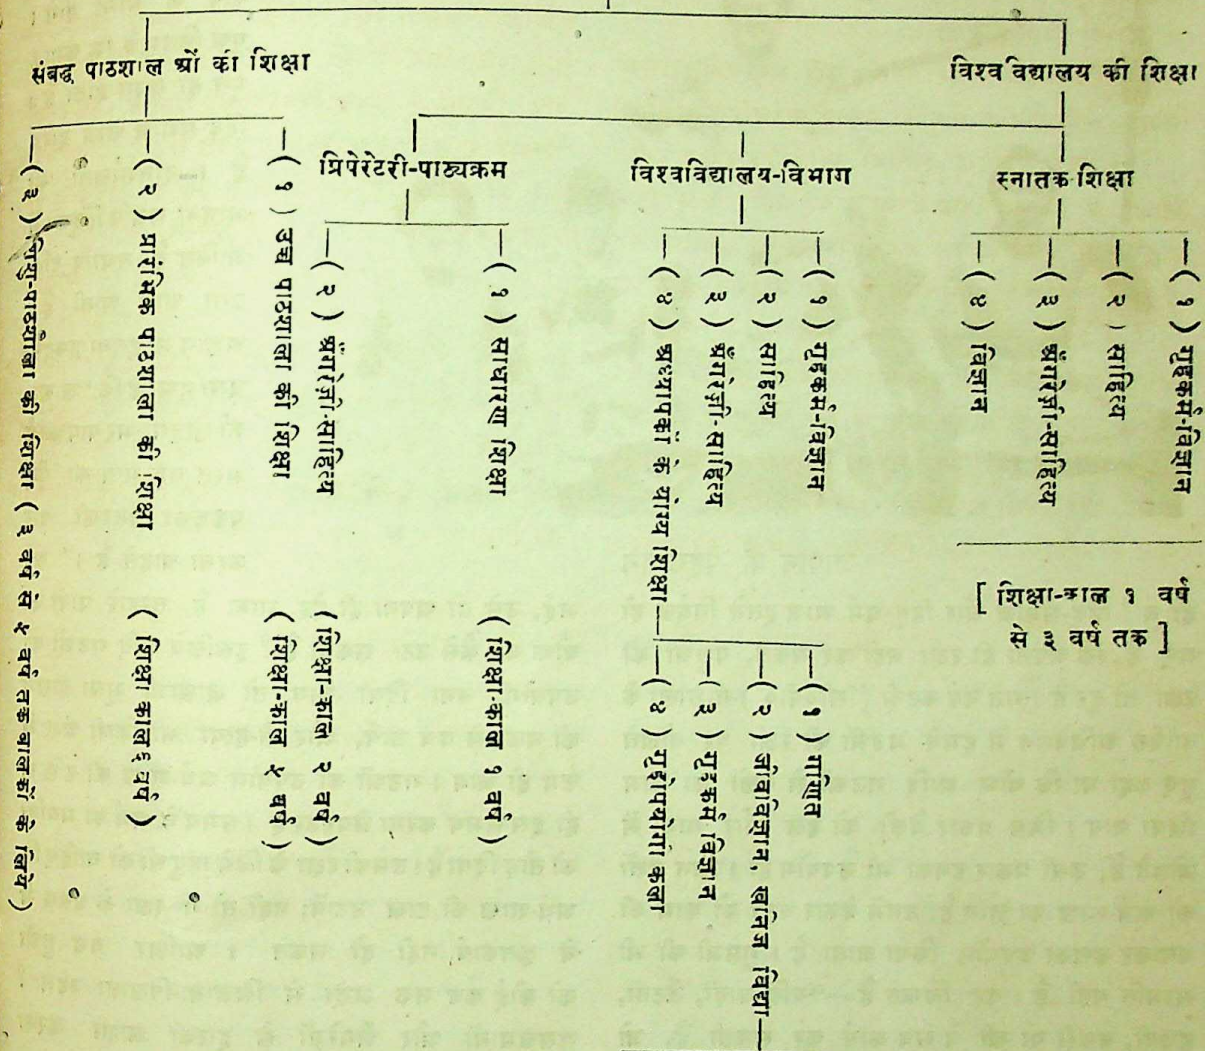 संबद्ध पाठशालाओं की शिक्षा
विश्वविद्यालय की शिक्षा
प्रिपेरेटरी-पाठ्यक्रम
विश्वविद्यालय-विभाग
स्नातक-शिक्षा
( १ ) उच्च पाठशाला की शिक्षा ( शिक्षा-काल ५ वर्ष )
( २ ) प्रारंभिक पाठशाला की शिक्षा ( शिक्षा-काल ६ वर्ष )
( ३ ) शिशु-पाठशाला की शिक्षा ( ३ वर्ष से ५ वर्ष तक बालकों के लिये )
( १ ) साधारण शिक्षा ( शिक्षा-काल १ वर्ष )
( २ ) अँगरेज़ी-साहित्य ( शिक्षा-काल २ वर्ष )
( १ ) गृहकर्म-विज्ञान
( २ ) साहित्य
( ३ ) अँगरेज़ी-साहित्य
( ४ ) अध्यापकों के योग्य शिक्षा
( १ ) गणित
( २ ) जीवविज्ञान खनिज विद्या—
( ३ ) गृहकर्म विज्ञान
( ४ ) गृहोपयोगी कला
( १ ) गृहकर्म-विज्ञान
( २ ) साहित्य
( ३ ) अँगरेज़ी-साहित्य
( ४ ) विज्ञान
[ शिक्षा-काल १ वर्ष
से ३ वर्ष तक ]